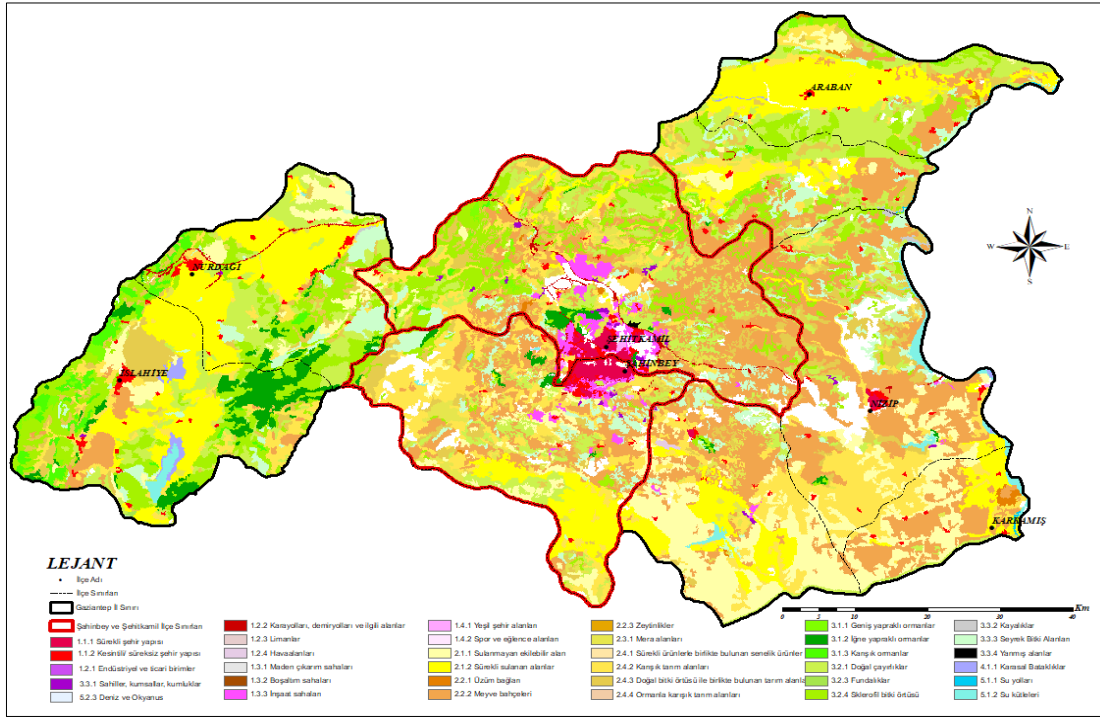 ARABAN
N
W
E
S
NURDAGI
ŞEHİTKAMİL
ŞAHİNBEY
İSLAHİYE
NİZİP
KARKAMIŞ
LEJANT
İlçe Adı
İlçe Sınırları
Gaziantep İl Sınırı
Şahinbey ve Şehitkamil İlçe Sınırları
1.1.1 Sürekli şehir yapısı
1.1.2 Kesintili/ süreksiz şehir yapısı
1.2.1 Endüstriyel ve ticari birimler
3.3.1 Sahiller, kumsallar, kumluklar
5.2.3 Deniz ve Okyanus
1.2.2 Karayolları, demiryolları ve ilgili alanlar
1.2.3 Limanlar
1.2.4 Havaalanları
1.3.1 Maden çıkarım sahaları
1.3.2 Boşaltım sahaları
1.3.3 İnşaat sahaları
1.4.1 Yeşil şehir alanları
1.4.2 Spor ve eğlence alanları
2.1.1 Sulanmayan ekilebilir alan
2.1.2 Sürekli sulanan alanlar
2.2.1 Üzüm bağları
2.2.2 Meyve bahçeleri
2.2.3 Zeytinlikler
2.3.1 Mera alanları
2.4.1 Sürekli ürünlerle birlikte bulunan senelik ürünler
2.4.2 Karışık tarım alanları
2.4.3 Doğal bitki örtüsü ile birlikte bulunan tarım alanla
2.4.4 Ormanla karışık tarım alanları
3.1.1 Geniş yapraklı ormanlar
3.1.2 İğne yapraklı ormanlar
3.1.3 Karışık ormanlar
3.2.1 Doğal çayırlıklar
3.2.3 Fundalıklar
3.2.4 Sklerofil bitki örtüsü
3.3.2 Kayalıklar
3.3.3 Seyrek Bitki Alanları
3.3.4 Yanmış alanlar
4.1.1 Karasal Bataklıklar
5.1.1 Su yolları
5.1.2 Su kütleleri
Km
0 10 20 30 40